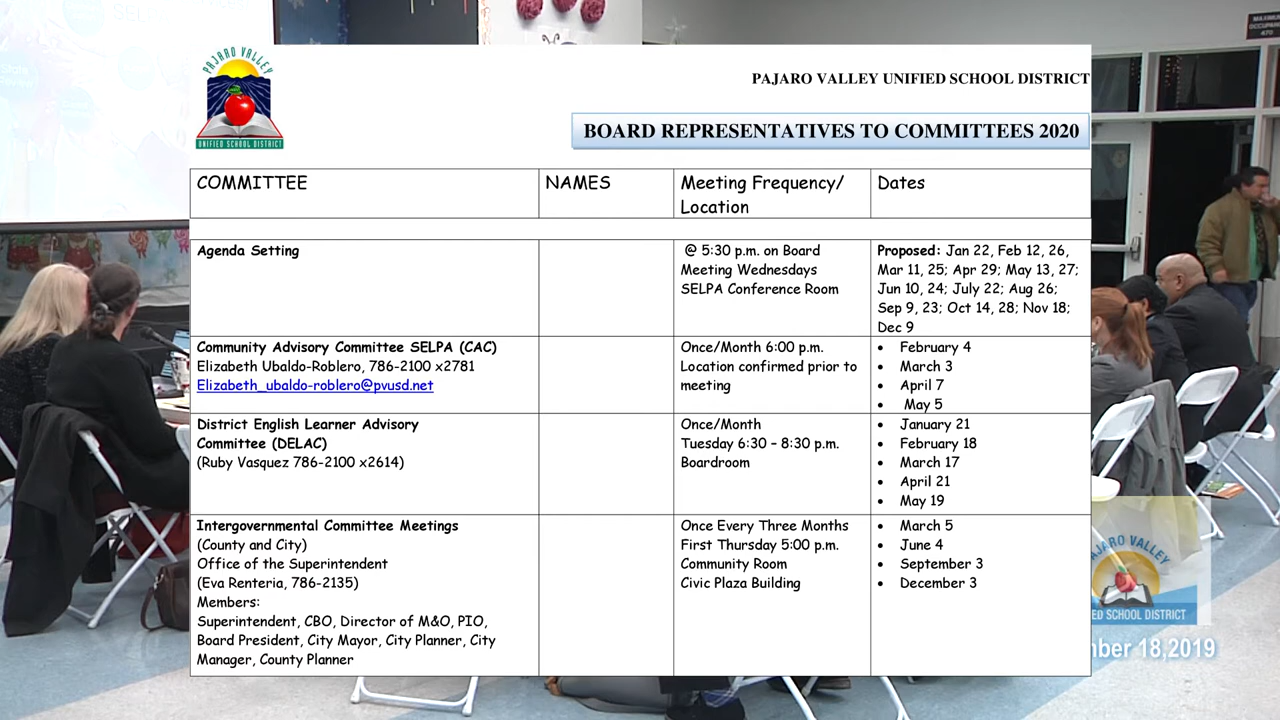 MAXIMUM
OCCUPANCY
470
PAJARO VALLEY
UNIFIED SCHOOL DISTRICT
PAJARO VALLEY UNIFIED SCHOOL DISTRICT
BOARD REPRESENTATIVES TO COMMITTEES 2020
COMMITTEE
NAMES
Meeting Frequency/
Location
Dates
Agenda Setting
@ 5:30 p.m. on Board
Meeting Wednesdays
SELPA Conference Room
Proposed: Jan 22, Feb 12, 26,
Mar 11, 25; Apr 29; May 13, 27;
Jun 10, 24; July 22; Aug 26;
Sep 9, 23; Oct 14, 28; Nov 18;
Dec 9
Community Advisory Committee SELPA (CAC)
Elizabeth Ubaldo-Roblero, 786-2100 x2781
Elizabeth_ubaldo-roblero@pvusd.net
Once/Month 6:00 p.m.
Location confirmed prior to
meeting
• February 4
• March 3
• April 7
• May 5
District English Learner Advisory
Committee (DELAC)
(Ruby Vasquez 786-2100 x2614)
Once/Month
Tuesday 6:30 – 8:30 p.m.
Boardroom
• January 21
• February 18
• March 17
• April 21
• May 19
Intergovernmental Committee Meetings
(County and City)
Office of the Superintendent
(Eva Renteria, 786-2135)
Members:
Superintendent, CBO, Director of M&O, PIO,
Board President, City Mayor, City Planner, City
Manager, County Planner
Once Every Three Months
First Thursday 5:00 p.m.
Community Room
Civic Plaza Building
• March 5
• June 4
• September 3
• December 3
AJARO VALLEY
ED SCHOOL DISTRICT
mber 18,2019